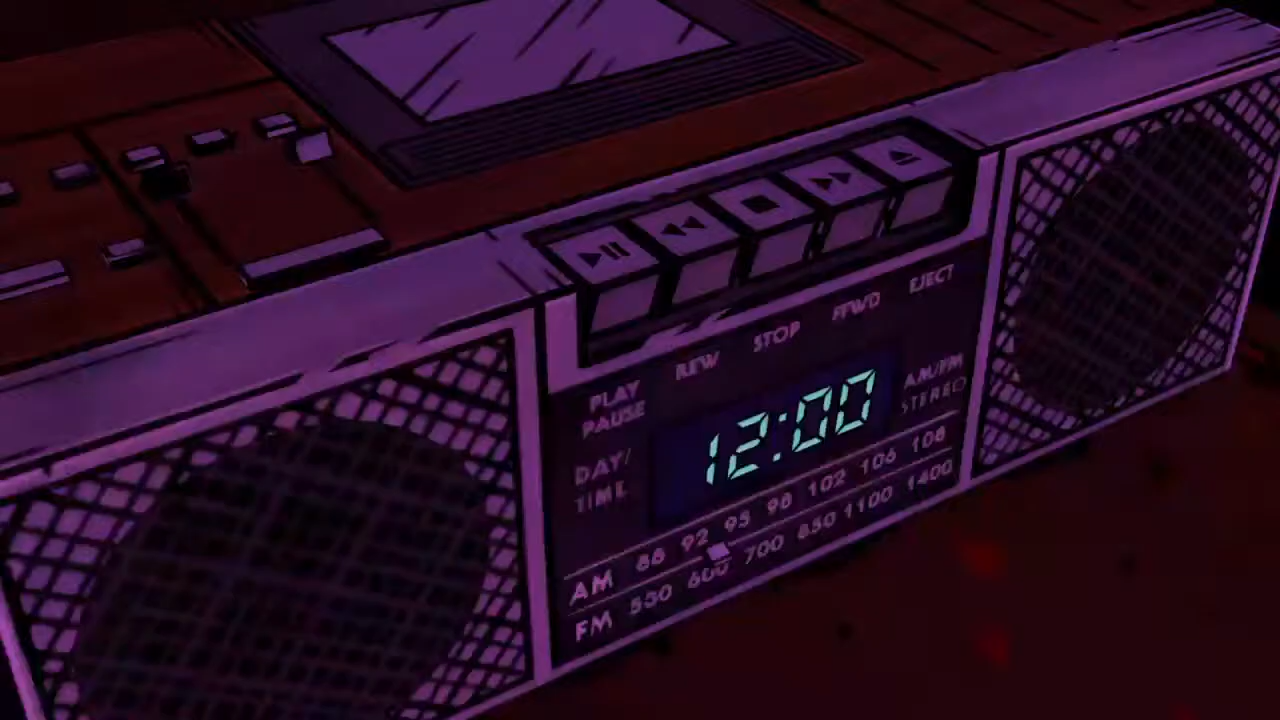 PLAY
PAUSE
REW
STOP
FFWD
EJECT
DAY/
TIME
12:00
AM/FM
STEREO
AM 88 92 95 98 102 106 108
FM 550 600 700 850 1100 1400